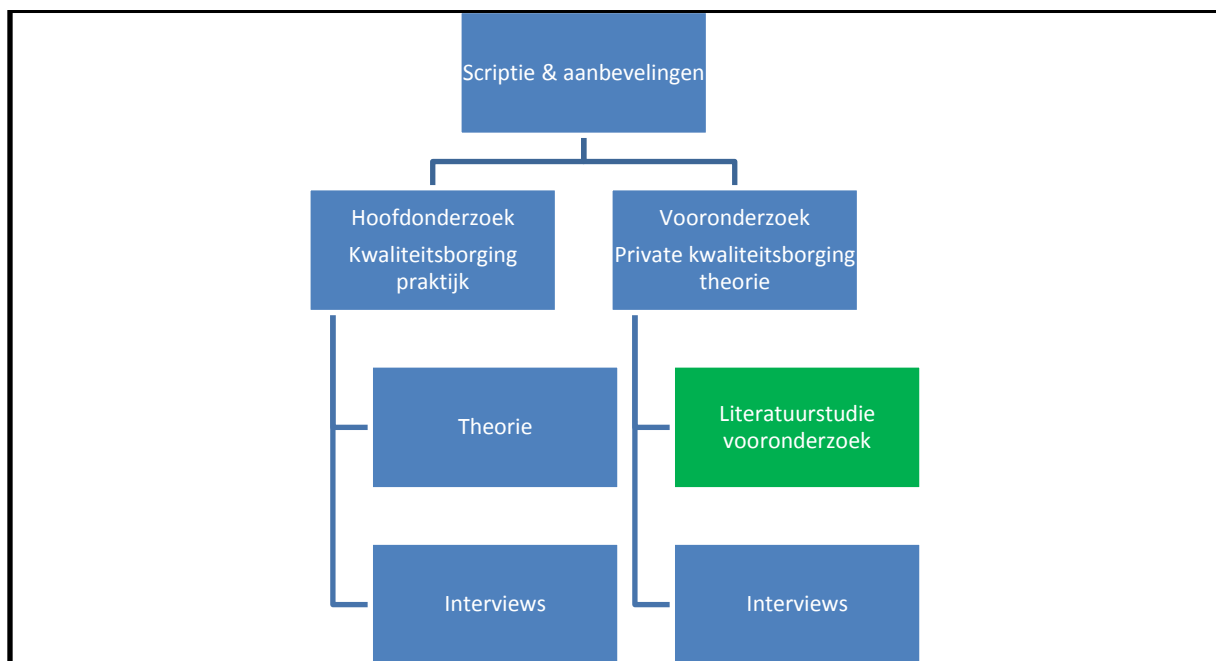 Scriptie & aanbevelingen
Hoofdonderzoek
Kwaliteitsborging
praktijk
Vooronderzoek
Private kwaliteitsborging
theorie
Theorie
Literatuurstudie
vooronderzoek
Interviews
Interviews